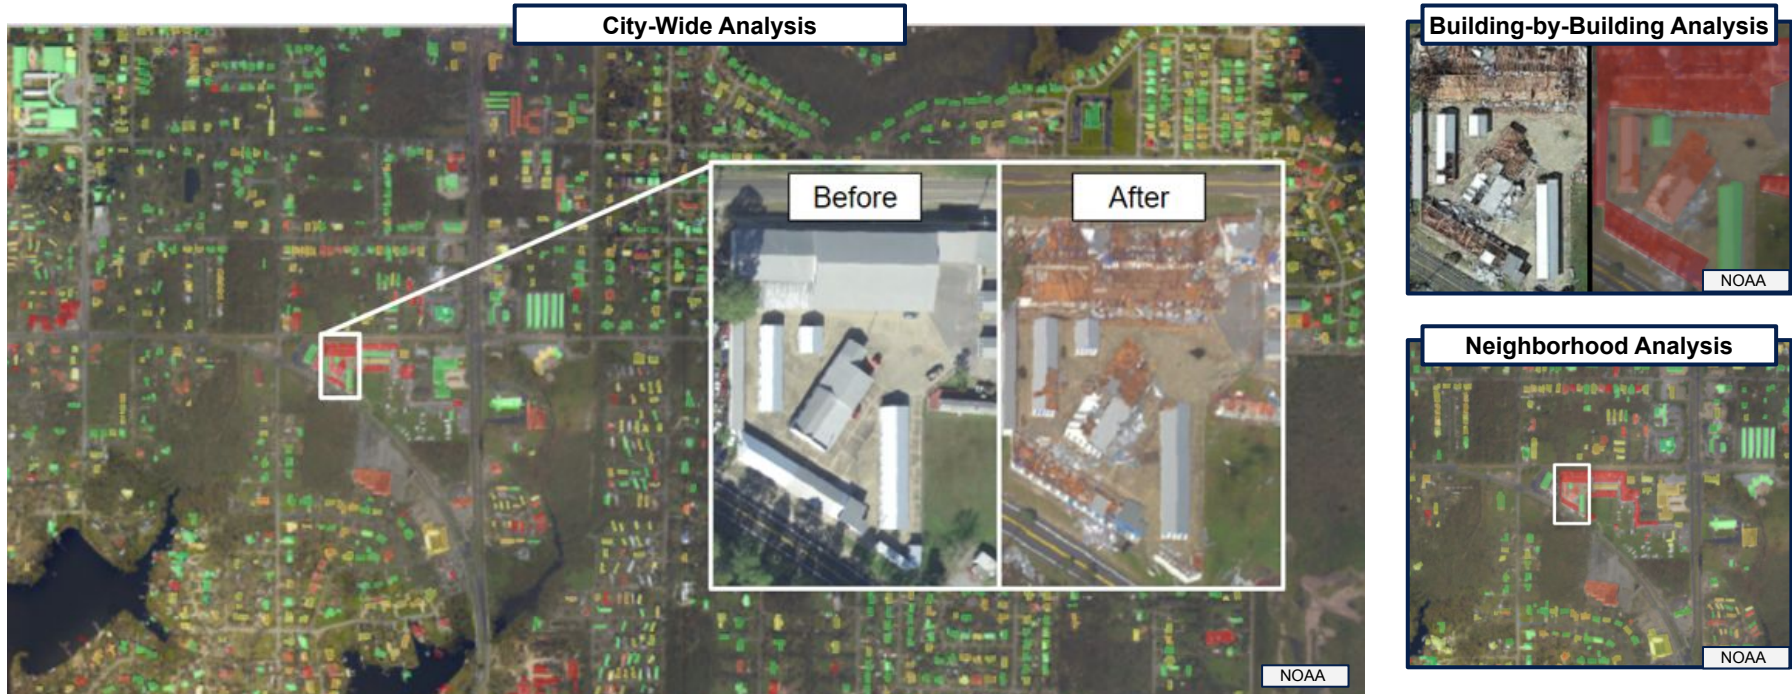 City-Wide Analysis
Before
After
NOAA
Building-by-Building Analysis
NOAA
Neighborhood Analysis
NOAA